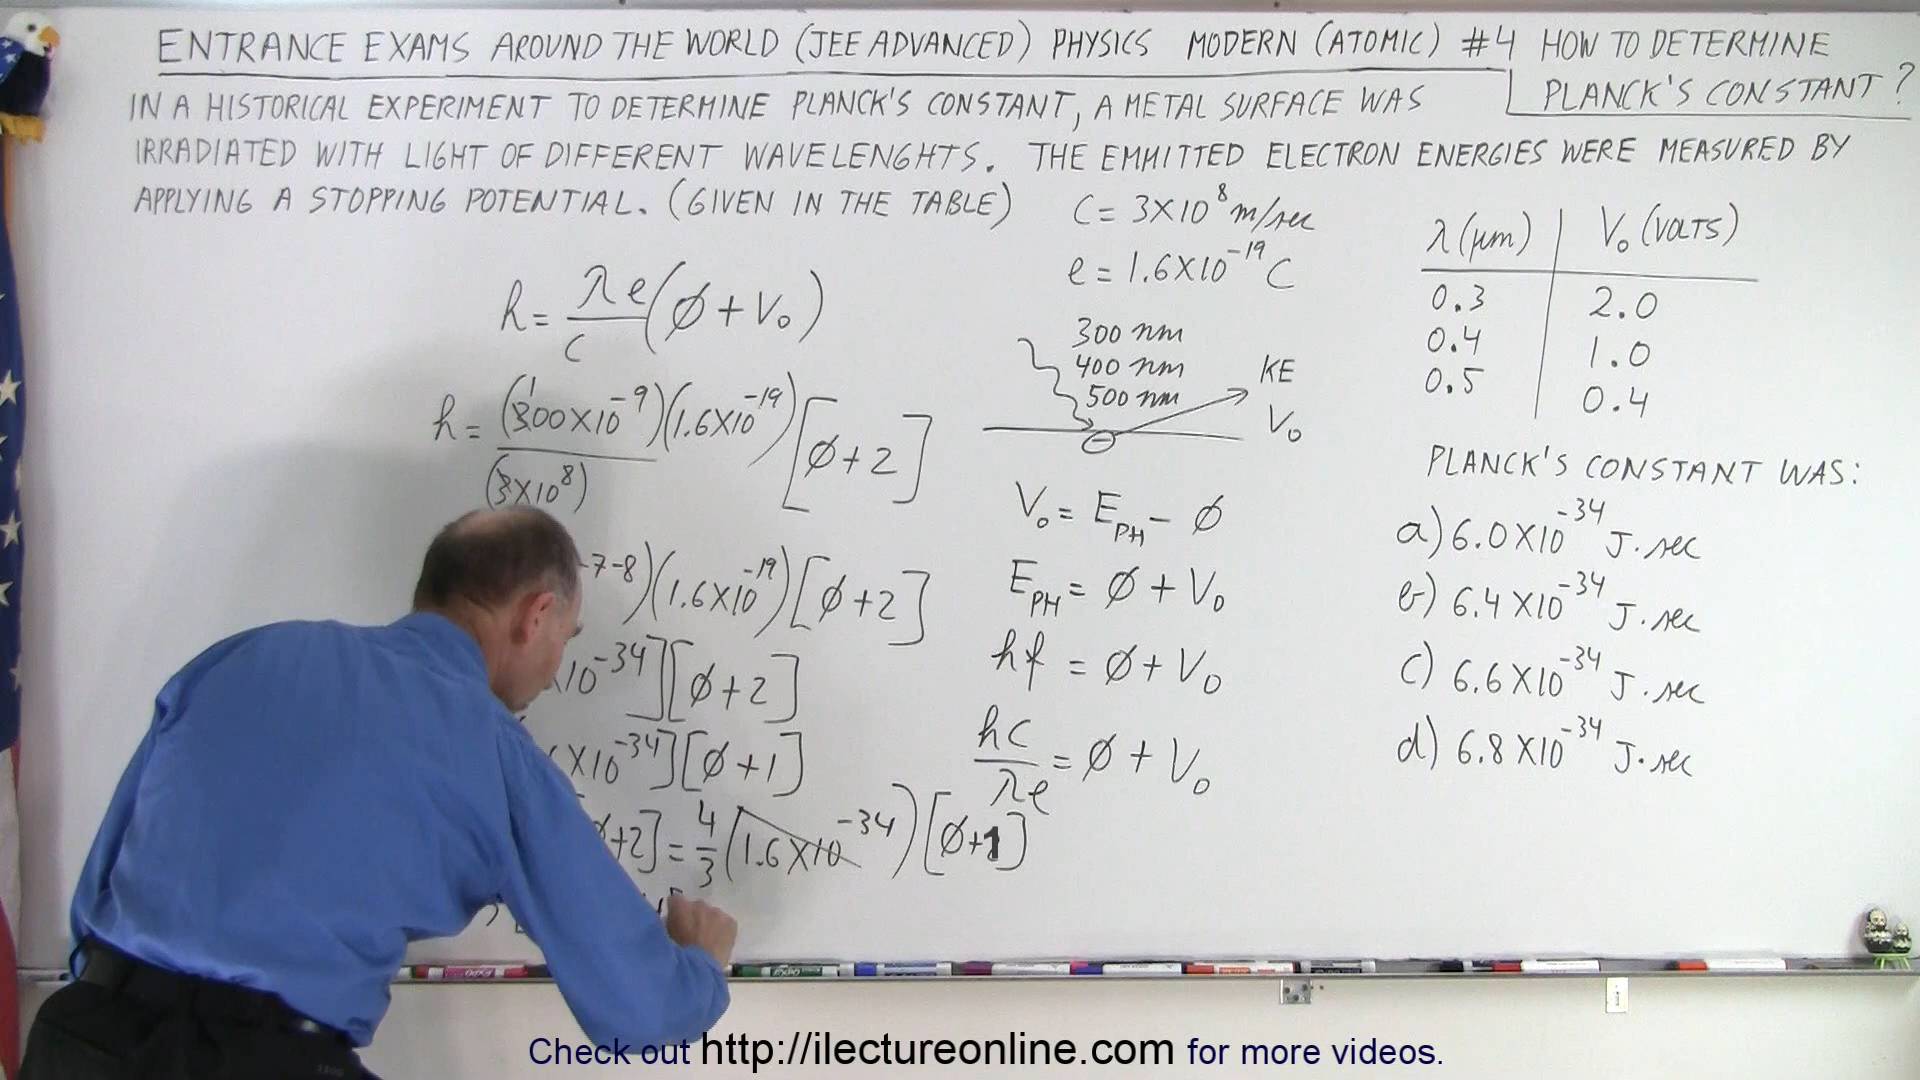 ENTRANCE EXAMS AROUND THE WORLD (JEE ADVANCED) PHYSICS MODERN (ATOMIC) #4 HOW TO DETERMINE
PLANCK'S CONSTANT?
IN A HISTORICAL EXPERIMENT TO DETERMINE PLANCK'S CONSTANT, A METAL SURFACE WAS
IRRADIATED WITH LIGHT OF DIFFERENT WAVELENGHTS. THE EMMITTED ELECTRON ENERGIES WERE MEASURED BY
APPLYING A STOPPING POTENTIAL. (GIVEN IN THE TABLE)
C = 3X10^8 m/sec
e = 1.6X10^-19 C
λ(μm) V₀(VOLTS)
0.3 2.0
0.4 1.0
0.5 0.4
h = λe/c (ø + V₀)
h = (300X10^-9)(1.6X10^-19)/(3X10^8) [ø+2]
^-7-8)(1.6X10^-19)[ø+2]
X10^-34][ø+2]
X10^-34][ø+1]
ø+2] = 4/3 (1.6X10^-34)[ø+1]
300 nm
400 nm
500 nm
KE
V₀
V₀ = E_PH - ø
E_PH = ø + V₀
hf = ø + V₀
hc/λe = ø + V₀
PLANCK'S CONSTANT WAS:
a) 6.0X10^-34 J·sec
b) 6.4X10^-34 J·sec
c) 6.6X10^-34 J·sec
d) 6.8X10^-34 J·sec
Check out http://ilectureonline.com for more videos.